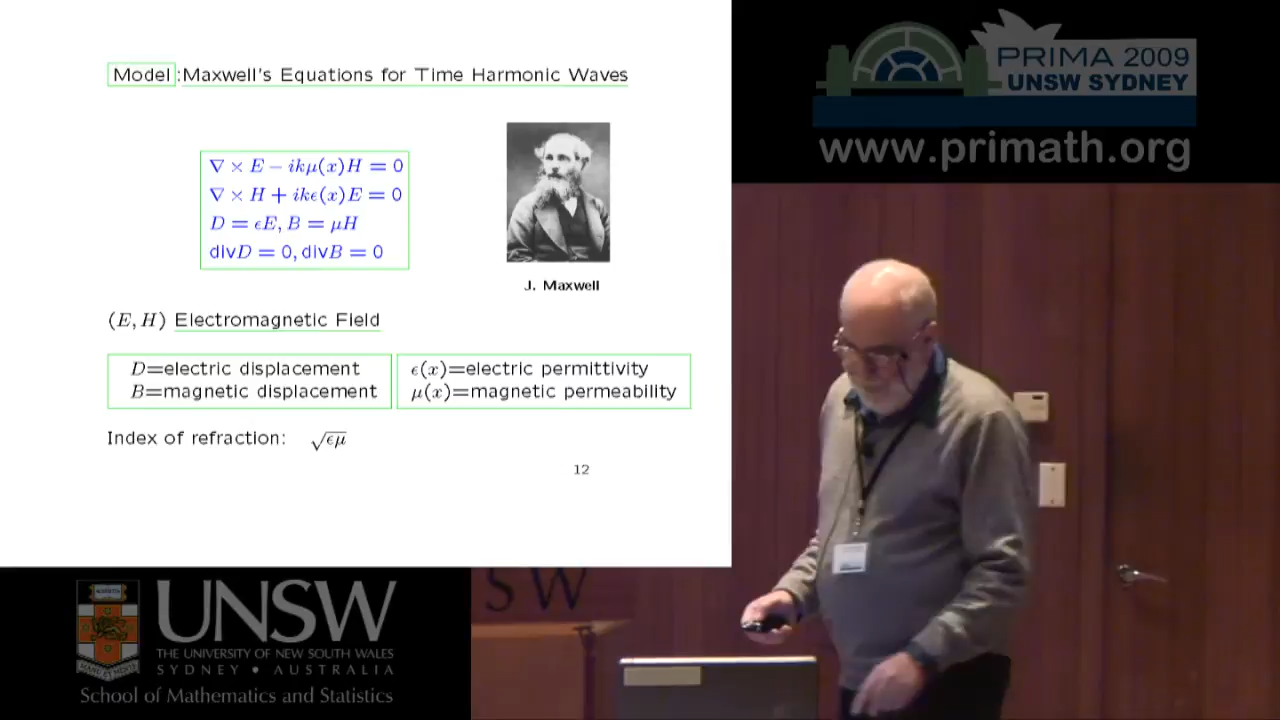 Model :Maxwell's Equations for Time Harmonic Waves
∇ × E − ikμ(x)H = 0
∇ × H + ikϵ(x)E = 0
D = ϵE, B = μH
divD = 0, divB = 0
J. Maxwell
(E, H) Electromagnetic Field
D=electric displacement
B=magnetic displacement
ϵ(x)=electric permittivity
μ(x)=magnetic permeability
Index of refraction: √ϵμ
12
PRIMA 2009
UNSW SYDNEY
www.primath.org
UNSW
THE UNIVERSITY OF NEW SOUTH WALES
SYDNEY • AUSTRALIA
School of Mathematics and Statistics
SW